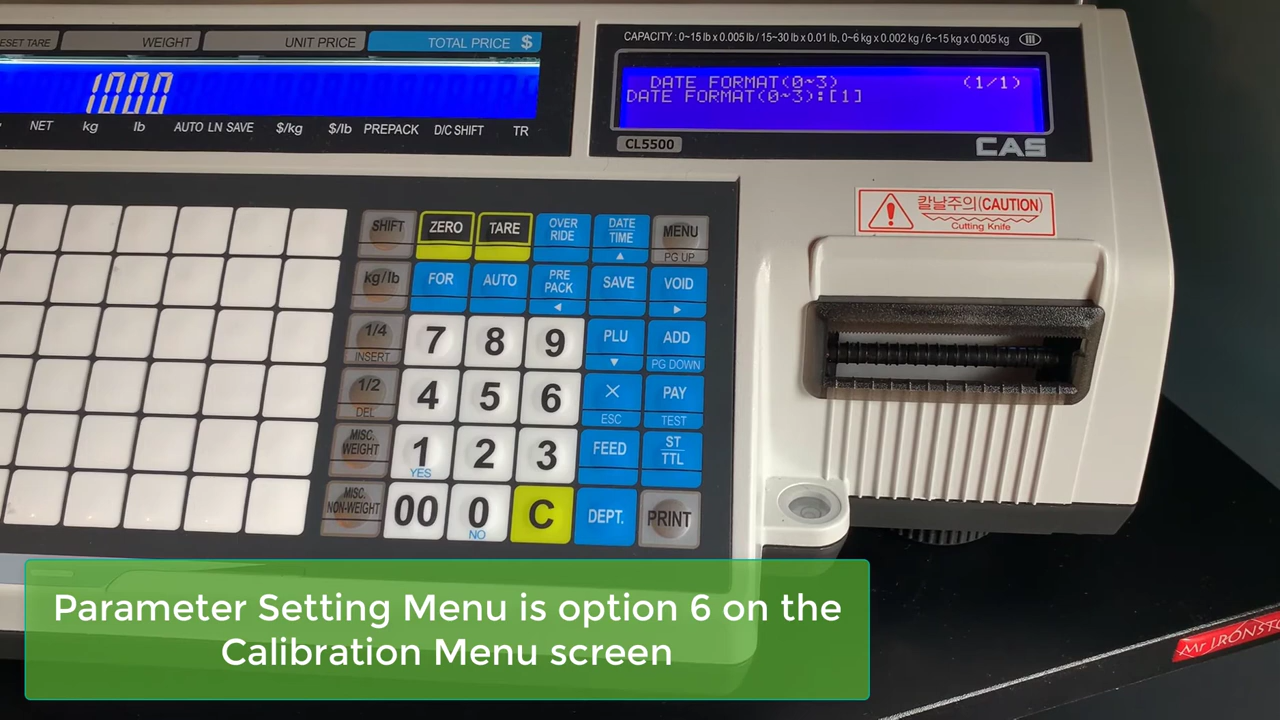 ESET TARE WEIGHT UNIT PRICE TOTAL PRICE $
1000
NET kg lb AUTO LN SAVE $/kg $/lb PREPACK D/C SHIFT TR
CAPACITY : 0~15 lb x 0.005 lb / 15~30 lb x 0.01 lb, 0~6 kg x 0.002 kg / 6~15 kg x 0.005 kg III
DATE FORMAT(0~3) (1/1)
DATE FORMAT(0~3):[1]
CL5500 CAS
칼날주의(CAUTION)
Cutting Knife
SHIFT ZERO TARE OVER RIDE DATE TIME MENU
PG UP
kg/lb FOR AUTO PRE PACK SAVE VOID
1/4 7 8 9 PLU ADD
INSERT PG DOWN
1/2 4 5 6 X PAY
DEL ESC TEST
MISC. WEIGHT 1 2 3 FEED ST TTL
YES
MISC. NON-WEIGHT 00 0 C DEPT. PRINT
NO
Parameter Setting Menu is option 6 on the
Calibration Menu screen
Mr IRONSTO